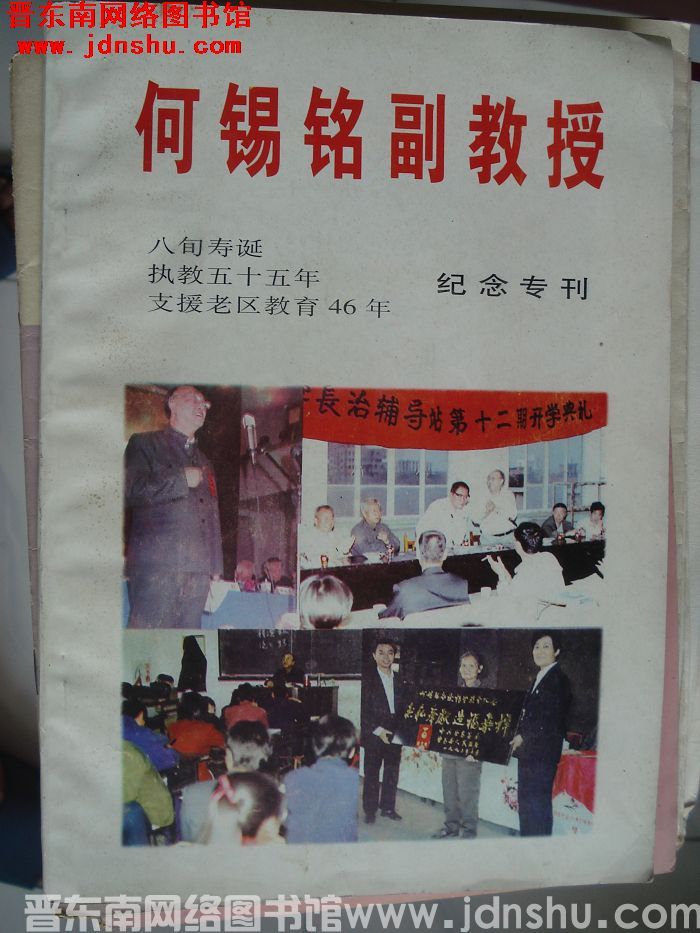 晋东南网络图书馆
www.jdnshu.com
何锡铭副教授
八旬寿诞
执教五十五年
支援老区教育 46 年
纪念专刊
長治辅导站第十二期开学典礼
晋东南网络图书馆www.jdnshu.com